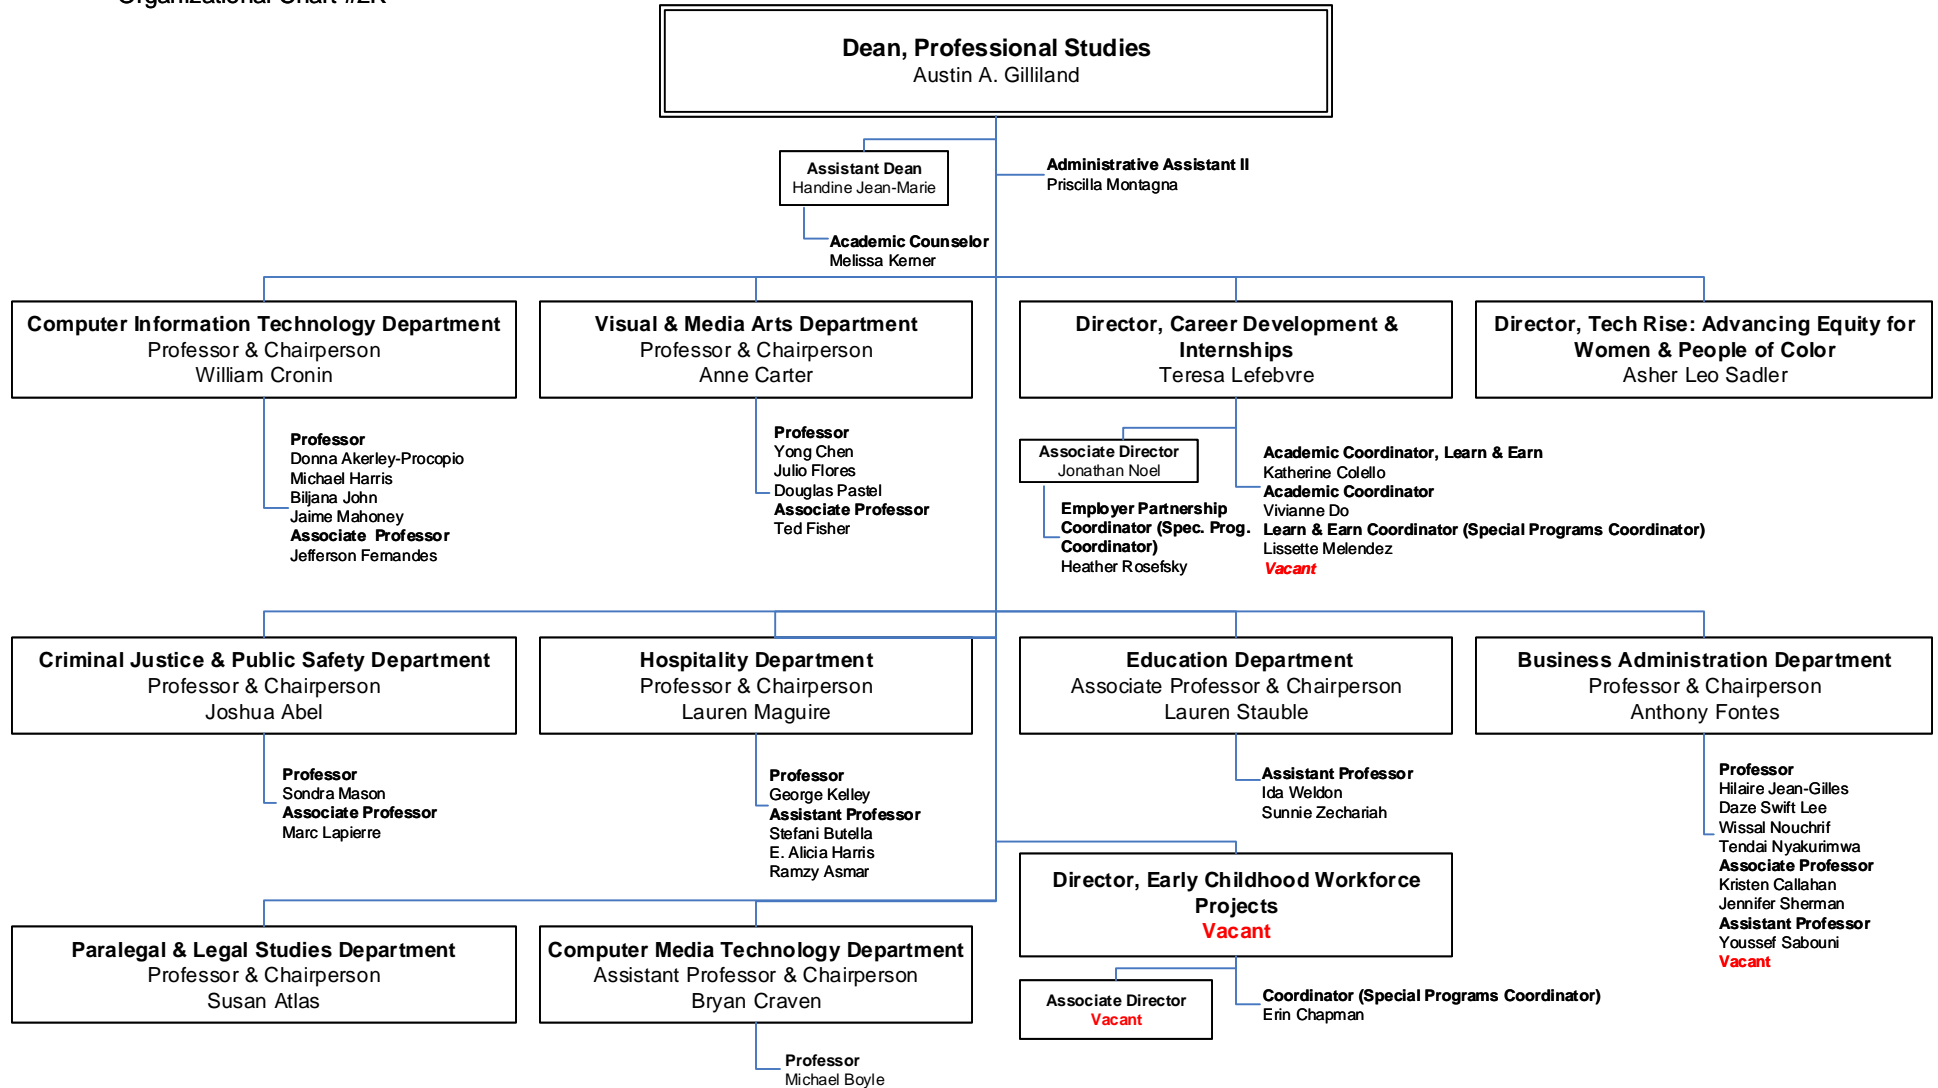 Organizational Chart #2R
Dean, Professional Studies
Austin A. Gilliland
Assistant Dean
Handine Jean-Marie
Administrative Assistant II
Priscilla Montagna
Academic Counselor
Melissa Kerner
Computer Information Technology Department
Professor & Chairperson
William Cronin
Professor
Donna Akerley-Procopio
Michael Harris
Biljana John
Jaime Mahoney
Associate Professor
Jefferson Fernandes
Visual & Media Arts Department
Professor & Chairperson
Anne Carter
Professor
Yong Chen
Julio Flores
Douglas Pastel
Associate Professor
Ted Fisher
Director, Career Development &
Internships
Teresa Lefebvre
Associate Director
Jonathan Noel
Employer Partnership
Coordinator (Spec. Prog.
Coordinator)
Heather Rosefsky
Academic Coordinator, Learn & Earn
Katherine Colello
Academic Coordinator
Vivianne Do
Learn & Earn Coordinator (Special Programs Coordinator)
Lissette Melendez
Vacant
Director, Tech Rise: Advancing Equity for
Women & People of Color
Asher Leo Sadler
Criminal Justice & Public Safety Department
Professor & Chairperson
Joshua Abel
Professor
Sondra Mason
Associate Professor
Marc Lapierre
Hospitality Department
Professor & Chairperson
Lauren Maguire
Professor
George Kelley
Assistant Professor
Stefani Butella
E. Alicia Harris
Ramzy Asmar
Education Department
Associate Professor & Chairperson
Lauren Stauble
Assistant Professor
Ida Weldon
Sunnie Zechariah
Business Administration Department
Professor & Chairperson
Anthony Fontes
Professor
Hilaire Jean-Gilles
Daze Swift Lee
Wissal Nouchrif
Tendai Nyakurimwa
Associate Professor
Kristen Callahan
Jennifer Sherman
Assistant Professor
Youssef Sabouni
Vacant
Director, Early Childhood Workforce
Projects
Vacant
Associate Director
Vacant
Coordinator (Special Programs Coordinator)
Erin Chapman
Paralegal & Legal Studies Department
Professor & Chairperson
Susan Atlas
Computer Media Technology Department
Assistant Professor & Chairperson
Bryan Craven
Professor
Michael Boyle